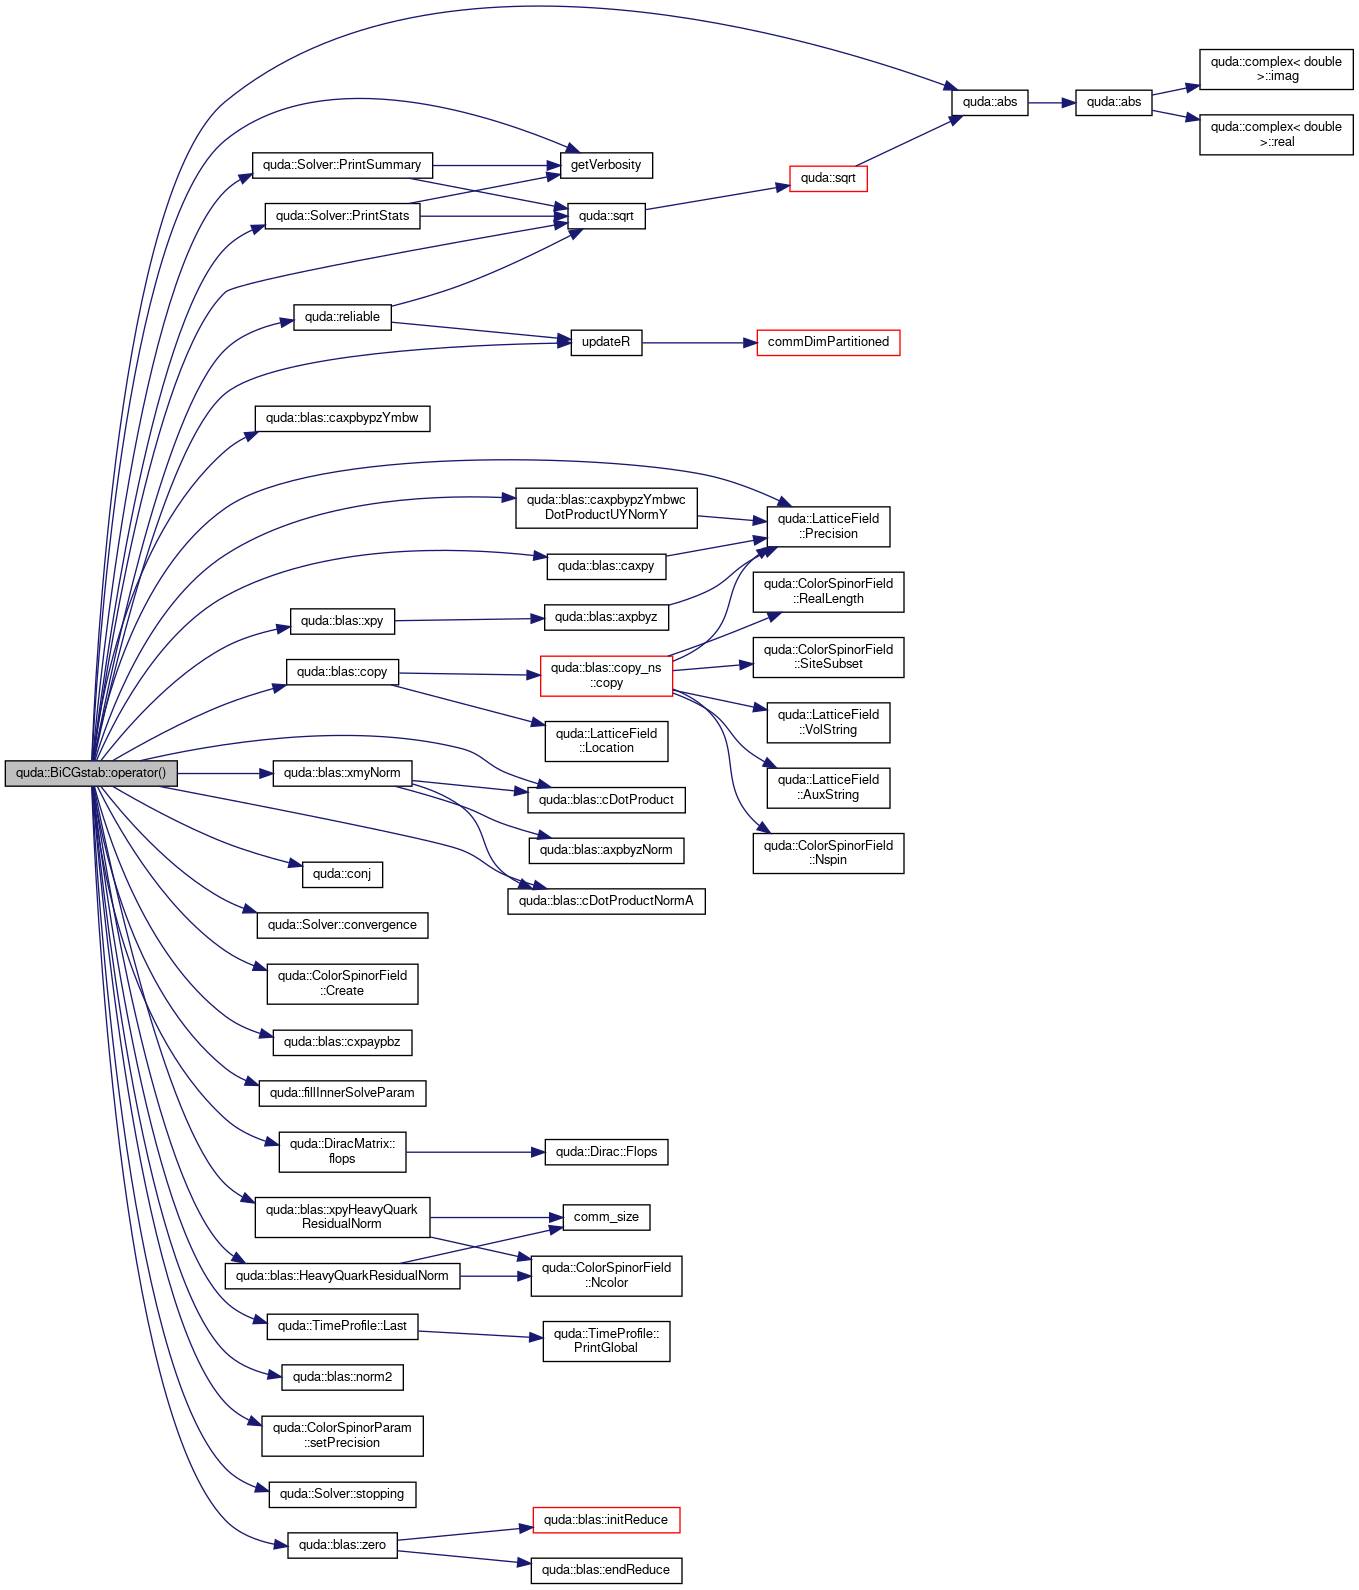 quda::BiCGstab::operator()
quda::Solver::PrintSummary
quda::Solver::PrintStats
quda::reliable
quda::blas::caxpbypzYmbw
quda::blas::xpy
quda::blas::copy
quda::blas::xmyNorm
quda::conj
quda::Solver::convergence
quda::ColorSpinorField
::Create
quda::blas::cxpaypbz
quda::fillInnerSolveParam
quda::DiracMatrix::
flops
quda::blas::xpyHeavyQuark
ResidualNorm
quda::blas::HeavyQuarkResidualNorm
quda::TimeProfile::Last
quda::blas::norm2
quda::ColorSpinorParam
::setPrecision
quda::Solver::stopping
quda::blas::zero
getVerbosity
quda::sqrt
updateR
quda::blas::caxpbypzYmbwc
DotProductUYNormY
quda::blas::caxpy
quda::blas::axpbyz
quda::blas::copy_ns
::copy
quda::LatticeField
::Location
quda::blas::cDotProduct
quda::blas::axpbyzNorm
quda::blas::cDotProductNormA
quda::Dirac::Flops
comm_size
quda::ColorSpinorField
::Ncolor
quda::TimeProfile::
PrintGlobal
quda::blas::initReduce
quda::blas::endReduce
quda::sqrt
commDimPartitioned
quda::LatticeField
::Precision
quda::ColorSpinorField
::RealLength
quda::ColorSpinorField
::SiteSubset
quda::LatticeField
::VolString
quda::LatticeField
::AuxString
quda::ColorSpinorField
::Nspin
quda::abs
quda::abs
quda::complex< double
>::imag
quda::complex< double
>::real